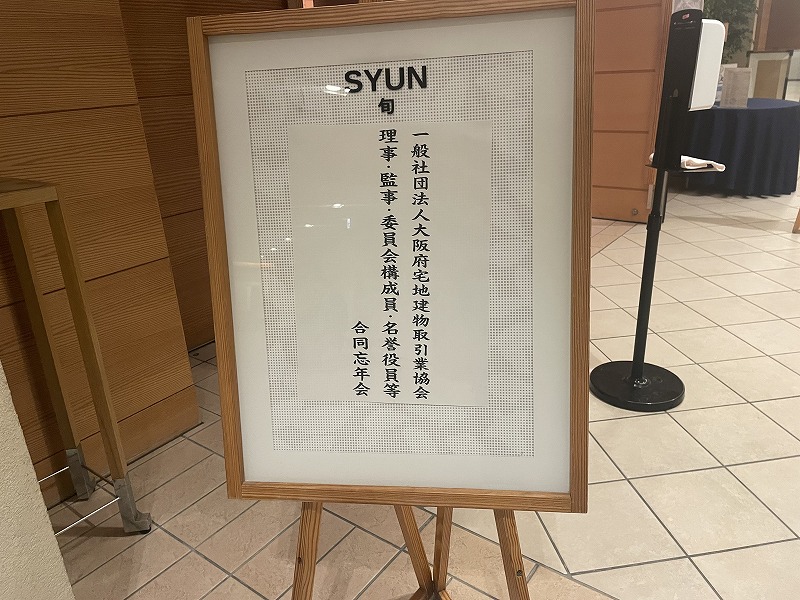 SYUN
旬
一般社団法人大阪府宅地建物取引業協会
理事・監事・委員会構成員・名誉役員等
合同忘年会